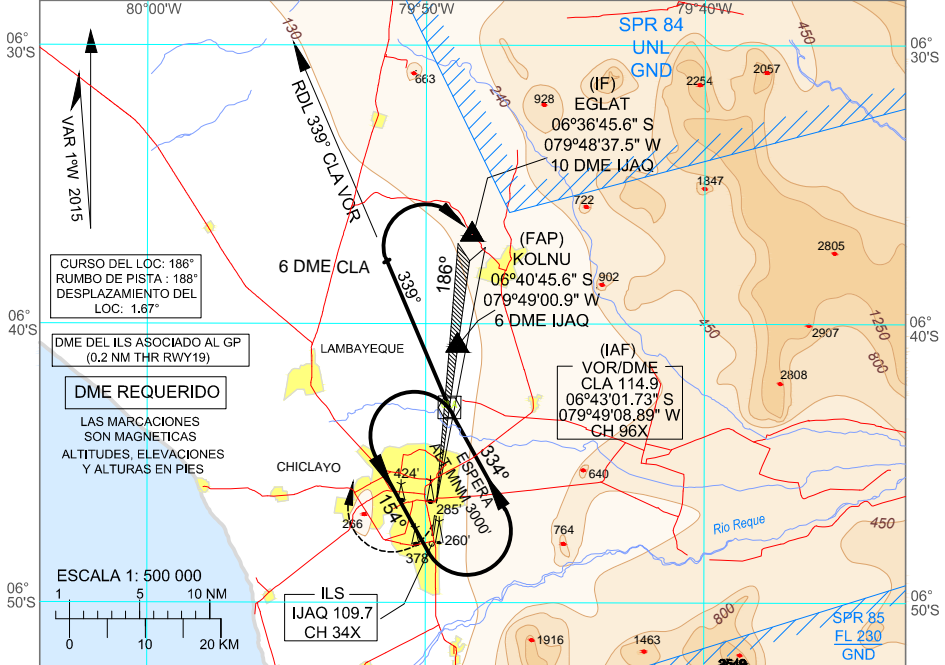 80°00'W
79°50'W
79°40'W
06°
30'S
06°
30'S
130
SPR 84
UNL
GND
450
2057
2254
663
240
928
(IF)
EGLAT
06°36'45.6" S
079°48'37.5" W
10 DME IJAQ
VAR 1°W 2015
RDL 339° CLA VOR
1847
722
CURSO DEL LOC: 186°
RUMBO DE PISTA : 188°
DESPLAZAMIENTO DEL
LOC: 1.67°
6 DME CLA
339°
186°
(FAP)
KOLNU
06°40'45.6" S
079°49'00.9" W
6 DME IJAQ
902
2805
06°
40'S
06°
40'S
DME DEL ILS ASOCIADO AL GP
(0.2 NM THR RWY19)
LAMBAYEQUE
450
2907
1250
800
DME REQUERIDO
(IAF)
VOR/DME
CLA 114.9
06°43'01.73" S
079°49'08.89" W
CH 96X
2808
LAS MARCACIONES
SON MAGNETICAS
ALTITUDES, ELEVACIONES
Y ALTURAS EN PIES
CHICLAYO
424'
334°
ESPERA
ALT MNM 3000'
640
154°
285'
266
260'
378
764
Rio Reque
450
ESCALA 1: 500 000
1 5 10 NM
0 10 20 KM
ILS
IJAQ 109.7
CH 34X
06°
50'S
06°
50'S
800
SPR 85
FL 230
GND
1916
1463